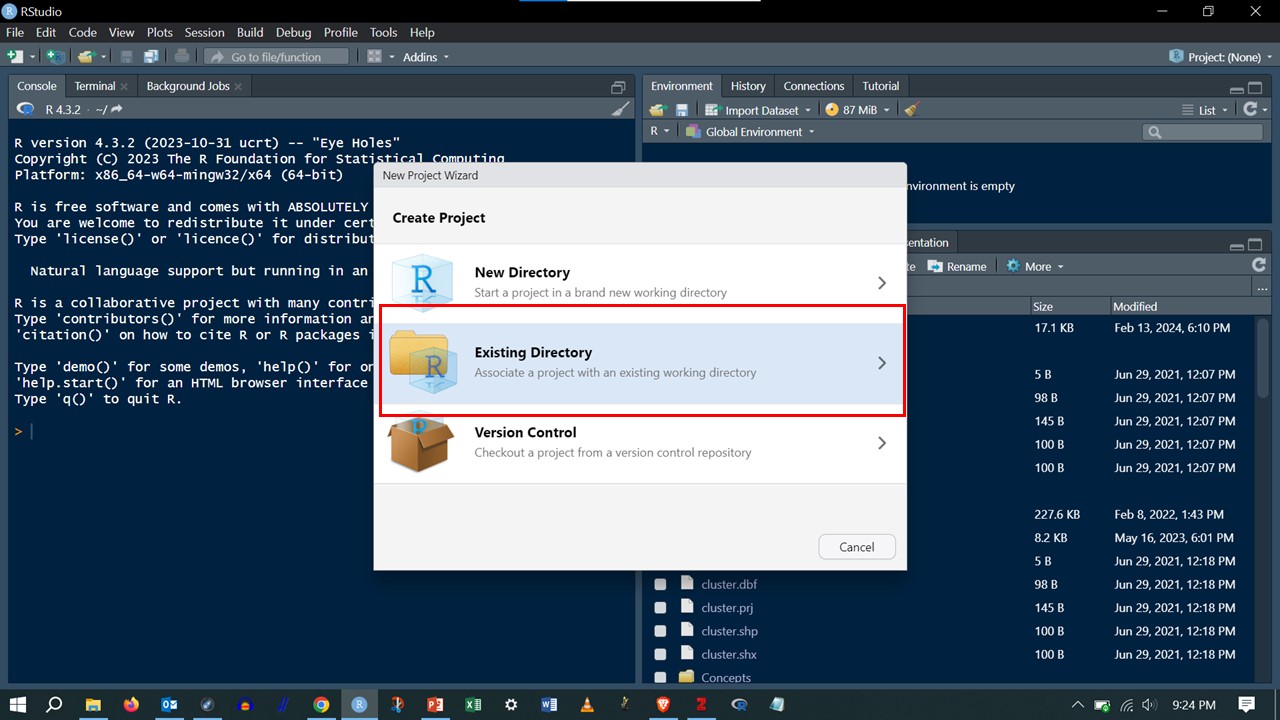 RStudio
File Edit Code View Plots Session Build Debug Profile Tools Help
Go to file/function Addins Project: (None)
Console Terminal Background Jobs
R 4.3.2 · ~/
R version 4.3.2 (2023-10-31 ucrt) -- "Eye Holes"
Copyright (C) 2023 The R Foundation for Statistical Computing
Platform: x86_64-w64-mingw32/x64 (64-bit)
R is free software and comes with ABSOLUTELY
You are welcome to redistribute it under cert
Type 'license()' or 'licence()' for distribut
Natural language support but running in an
R is a collaborative project with many contri
Type 'contributors()' for more information an
'citation()' on how to cite R or R packages i
Type 'demo()' for some demos, 'help()' for on
'help.start()' for an HTML browser interface
Type 'q()' to quit R.
>
Environment History Connections Tutorial
Import Dataset 87 MiB List
R Global Environment
nvironment is empty
New Project Wizard
Create Project
New Directory
Start a project in a brand new working directory
Existing Directory
Associate a project with an existing working directory
Version Control
Checkout a project from a version control repository
Cancel
entation
te Rename More
...
Size Modified
17.1 KB Feb 13, 2024, 6:10 PM
5 B Jun 29, 2021, 12:07 PM
98 B Jun 29, 2021, 12:07 PM
145 B Jun 29, 2021, 12:07 PM
100 B Jun 29, 2021, 12:07 PM
100 B Jun 29, 2021, 12:07 PM
227.6 KB Feb 8, 2022, 1:43 PM
8.2 KB May 16, 2023, 6:01 PM
5 B Jun 29, 2021, 12:18 PM
cluster.dbf 98 B Jun 29, 2021, 12:18 PM
cluster.prj 145 B Jun 29, 2021, 12:18 PM
cluster.shp 100 B Jun 29, 2021, 12:18 PM
cluster.shx 100 B Jun 29, 2021, 12:18 PM
Concepts
9:24 PM